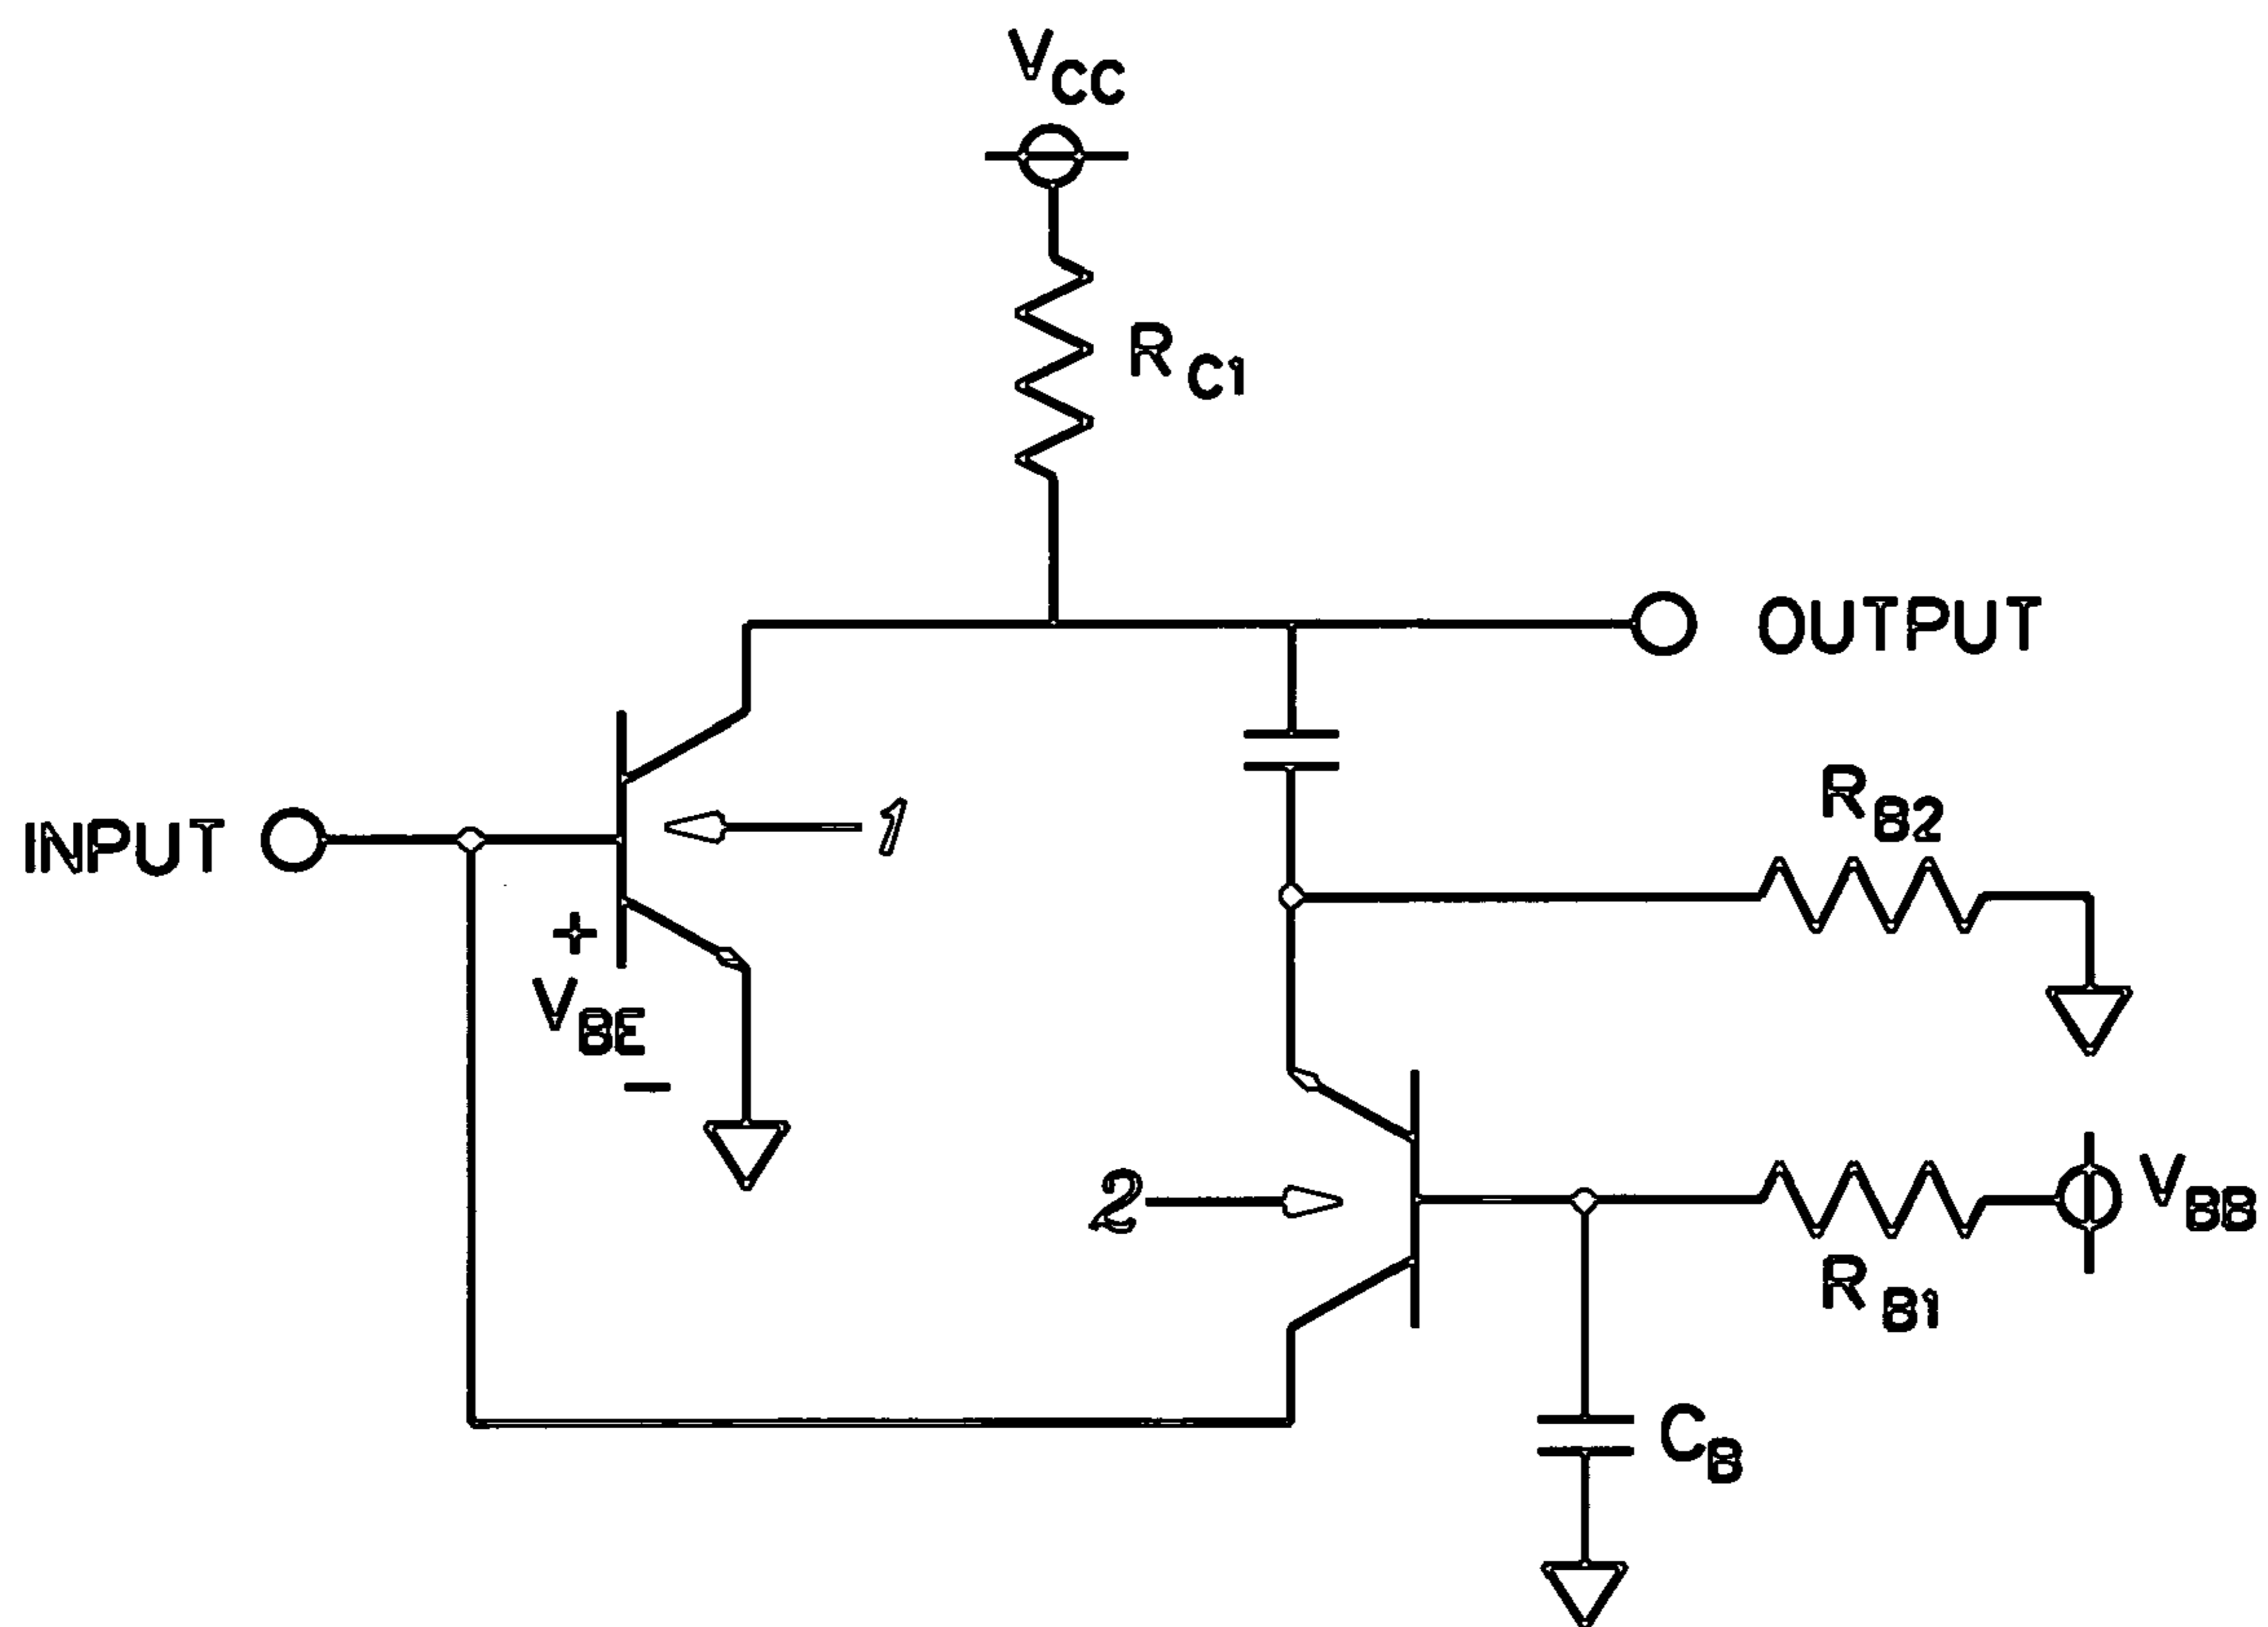 VCC
RC1
OUTPUT
INPUT
1
RB2
+
VBE
−
2
VBB
RB1
CB